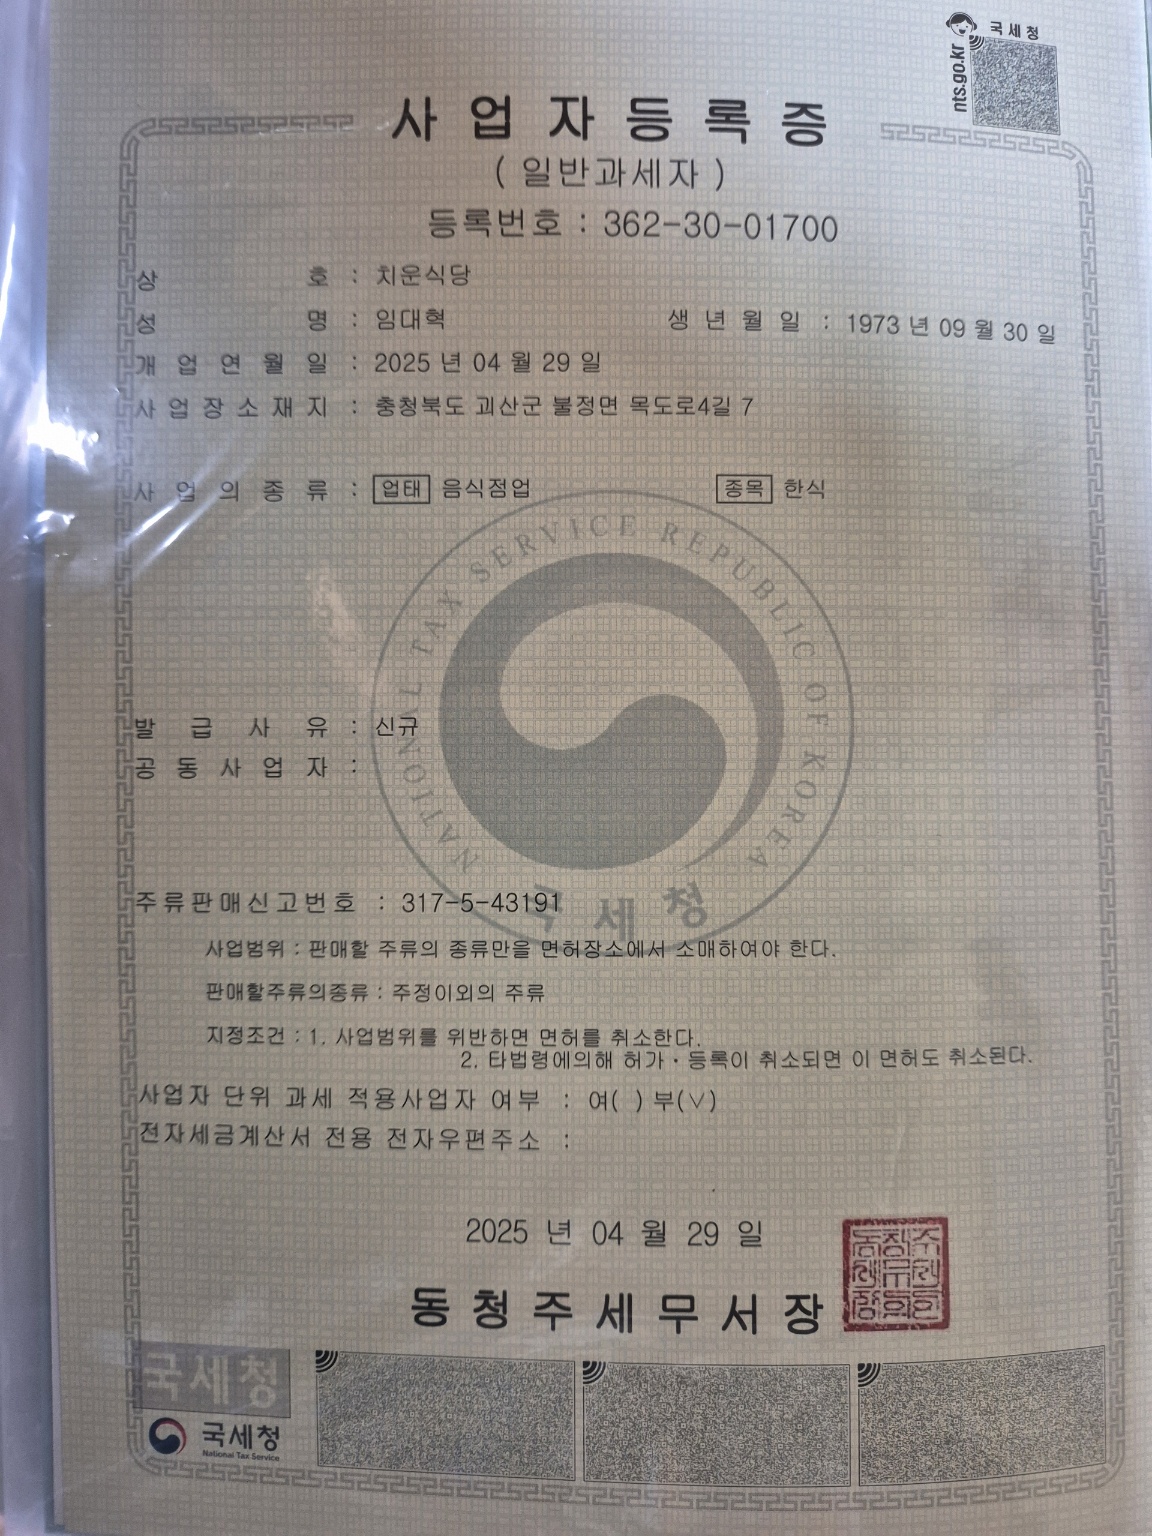 국세청
nts.go.kr
사업자등록증
( 일반과세자 )
등록번호 : 362-30-01700
상 호 : 치운식당
성 명 : 임대혁 생 년 월 일 : 1973 년 09 월 30 일
개 업 연 월 일 : 2025 년 04 월 29 일
사 업 장 소 재 지 : 충청북도 괴산군 불정면 목도로4길 7
사 업 의 종 류 : 업태 음식점업 종목 한식
NATIONAL TAX SERVICE REPUBLIC OF KOREA
발 급 사 유 : 신규
공 동 사 업 자 :
주류판매신고번호 : 317-5-43191
국세청
사업범위 : 판매할 주류의 종류만을 면허장소에서 소매하여야 한다.
판매할주류의종류 : 주정이외의 주류
지정조건 : 1. 사업범위를 위반하면 면허를 취소한다.
2. 타법령에의해 허가·등록이 취소되면 이 면허도 취소된다.
사업자 단위 과세 적용사업자 여부 : 여( ) 부(∨)
전자세금계산서 전용 전자우편주소 :
2025 년 04 월 29 일
동 청 주 세 무 서 장
국세청
국세청
National Tax Service